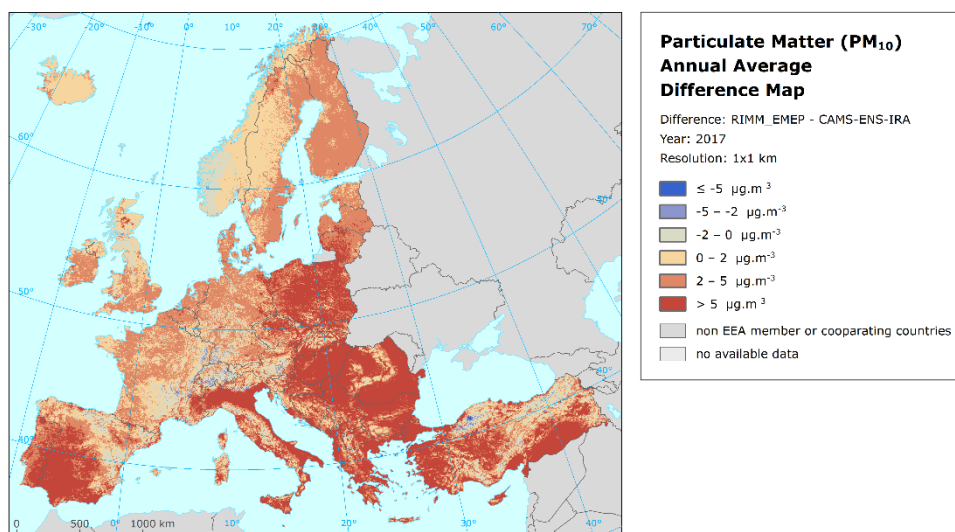 -30°
-20°
-10°
0°
10°
20°
30°
40°
50°
60°
70°
60°
50°
40°
50°
40°
0
500
1000 km
0°
10°
20°
30°
40°
Particulate Matter (PM₁₀)
Annual Average
Difference Map
Difference: RIMM_EMEP - CAMS-ENS-IRA
Year: 2017
Resolution: 1x1 km
≤ -5 µg.m⁻³
-5 – -2 µg.m⁻³
-2 – 0 µg.m⁻³
0 – 2 µg.m⁻³
2 – 5 µg.m⁻³
> 5 µg.m⁻³
non EEA member or cooparating countries
no available data